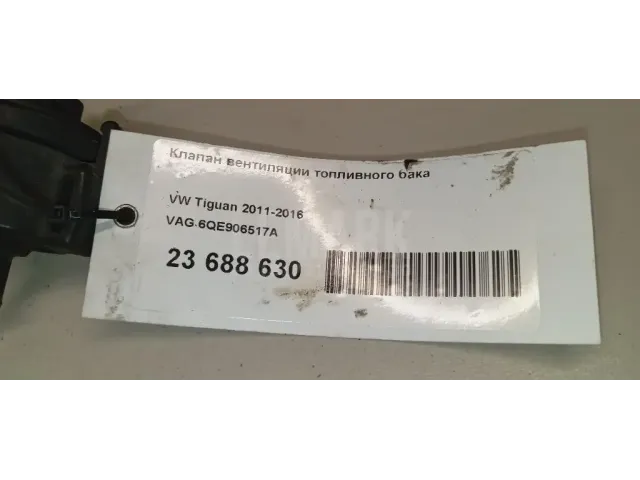 Клапан вентиляции топливного бака
VW Tiguan 2011-2016
VAG 6QE906517A
23 688 630